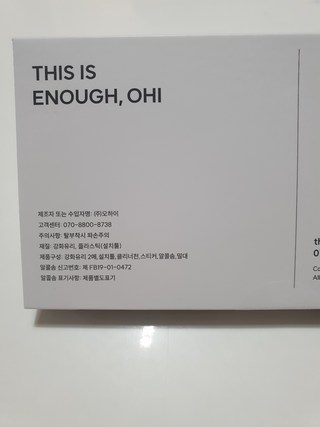 THIS IS
ENOUGH, OHI
제조자 또는 수입자명: (주)오하이
고객센터: 070-8800-8738
주의사항: 탈부착시 파손주의
재질: 강화유리, 플라스틱(설치툴)
제품구성: 강화유리 2매,설치툴,클리너천,스티커,알콜솜,밀대
알콜솜 신고번호: 제 FB19-01-0472
알콜솜 표기사항: 제품별도표기